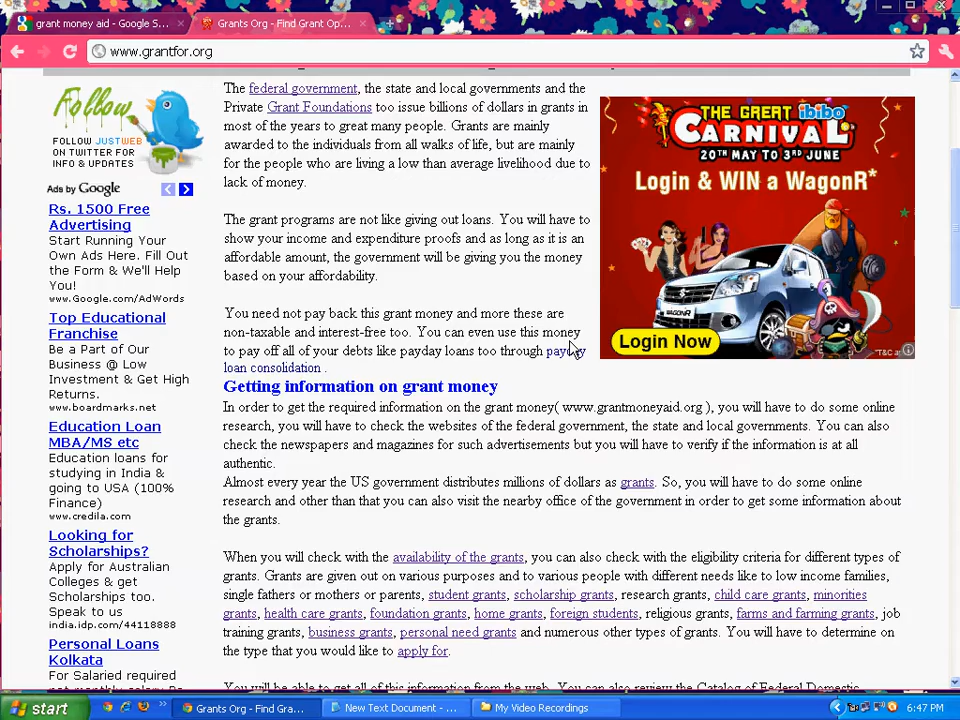 grant money aid - Google S...
Grants Org - Find Grant Op...
www.grantfor.org
Follow
FOLLOW JUSTWEB
ON TWITTER FOR
INFO & UPDATES
Ads by Google
Rs. 1500 Free
Advertising
Start Running Your
Own Ads Here. Fill Out
the Form & We'll Help
You!
www.Google.com/AdWords
Top Educational
Franchise
Be a Part of Our
Business @ Low
Investment & Get High
Returns.
www.boardmarks.net
Education Loan
MBA/MS etc
Education loans for
studying in India &
going to USA (100%
Finance)
www.credila.com
Looking for
Scholarships?
Apply for Australian
Colleges & get
Scholarships too.
Speak to us
india.idp.com/44118888
Personal Loans
Kolkata
For Salaried required
The federal government, the state and local governments and the
Private Grant Foundations too issue billions of dollars in grants in
most of the years to great many people. Grants are mainly
awarded to the individuals from all walks of life, but are mainly
for the people who are living a low than average livelihood due to
lack of money.
The grant programs are not like giving out loans. You will have to
show your income and expenditure proofs and as long as it is an
affordable amount, the government will be giving you the money
based on your affordability.
You need not pay back this grant money and more these are
non-taxable and interest-free too. You can even use this money
to pay off all of your debts like payday loans too through payday
loan consolidation .
THE GREAT ibibo
CARNIVAL
20TH MAY TO 3RD JUNE
Login & WIN a WagonR*
WAGONR
Login Now
*T&C
Getting information on grant money
In order to get the required information on the grant money( www.grantmoneyaid.org ), you will have to do some online
research, you will have to check the websites of the federal government, the state and local governments. You can also
check the newspapers and magazines for such advertisements but you will have to verify if the information is at all
authentic.
Almost every year the US government distributes millions of dollars as grants. So, you will have to do some online
research and other than that you can also visit the nearby office of the government in order to get some information about
the grants.
When you will check with the availability of the grants, you can also check with the eligibility criteria for different types of
grants. Grants are given out on various purposes and to various people with different needs like to low income families,
single fathers or mothers or parents, student grants, scholarship grants, research grants, child care grants, minorities
grants, health care grants, foundation grants, home grants, foreign students, religious grants, farms and farming grants, job
training grants, business grants, personal need grants and numerous other types of grants. You will have to determine on
the type that you would like to apply for.
You will be able to get all of this information from the web. You can also review the Catalog of Federal Domestic
start
Grants Org - Find Gra...
New Text Document - ...
My Video Recordings
6:47 PM